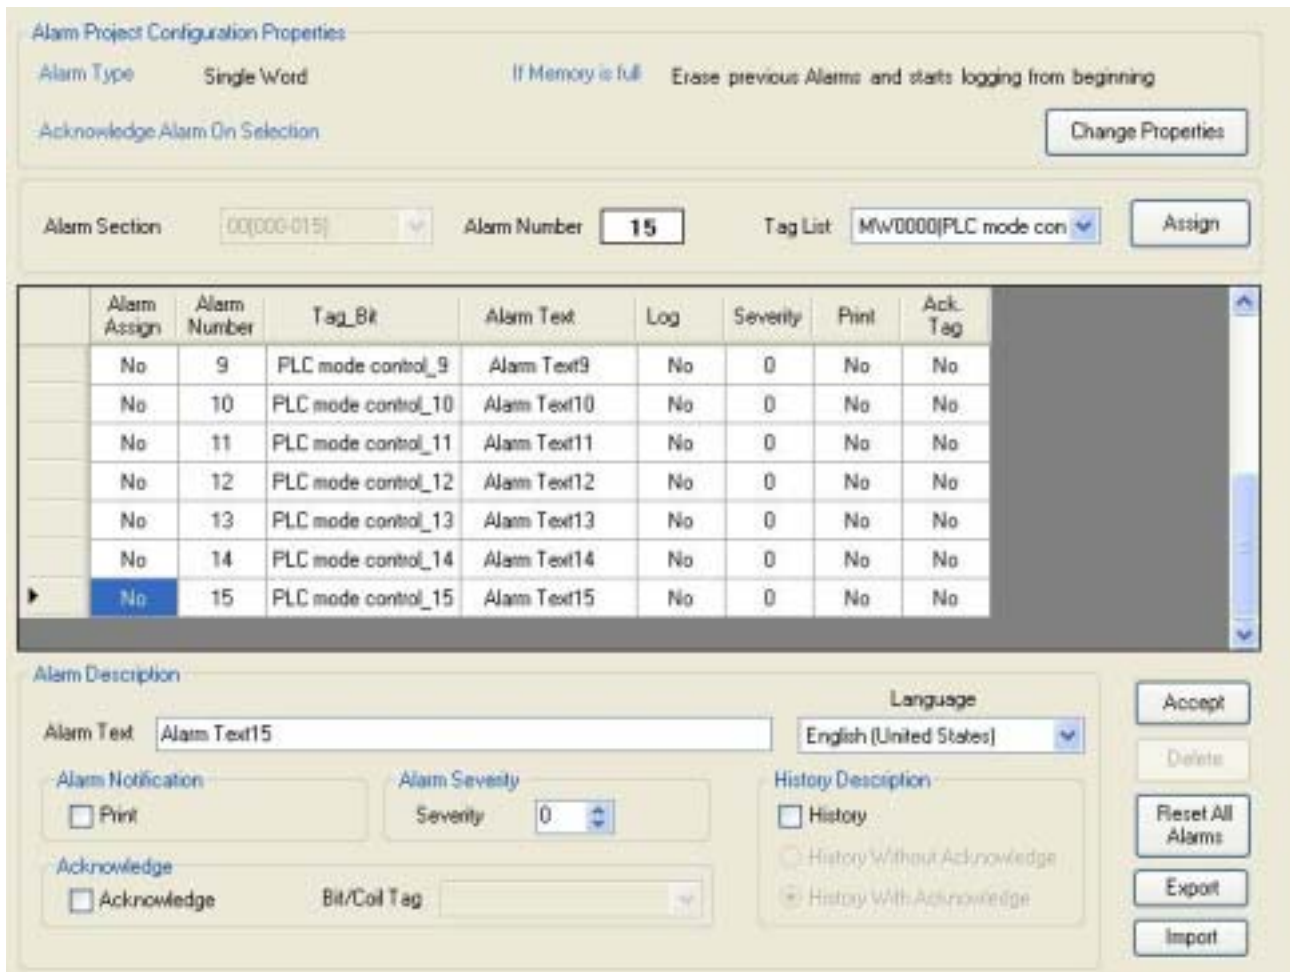 Alarm Project Configuration Properties
Alarm Type Single Word If Memory is full Erase previous Alarms and starts logging from beginning
Acknowledge Alarm On Selection Change Properties
Alarm Section 00(000-015) Alarm Number 15 Tag List MW0000|PLC mode con Assign
Alarm Assign Alarm Number Tag_Bit Alarm Text Log Severity Print Ack. Tag
No 9 PLC mode control_9 Alarm Text9 No 0 No No
No 10 PLC mode control_10 Alarm Text10 No 0 No No
No 11 PLC mode control_11 Alarm Text11 No 0 No No
No 12 PLC mode control_12 Alarm Text12 No 0 No No
No 13 PLC mode control_13 Alarm Text13 No 0 No No
No 14 PLC mode control_14 Alarm Text14 No 0 No No
No 15 PLC mode control_15 Alarm Text15 No 0 No No
Alarm Description
Language
Alarm Text Alarm Text15 English (United States)
Alarm Notification Alarm Severity History Description
Print Severity 0 History
History Without Acknowledge
Acknowledge
Acknowledge Bit/Coil Tag History With Acknowledge
Accept
Delete
Reset All
Alarms
Export
Import